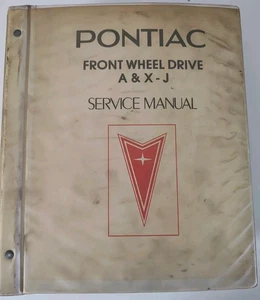 PONTIAC
FRONT WHEEL DRIVE
A & X - J
SERVICE MANUAL